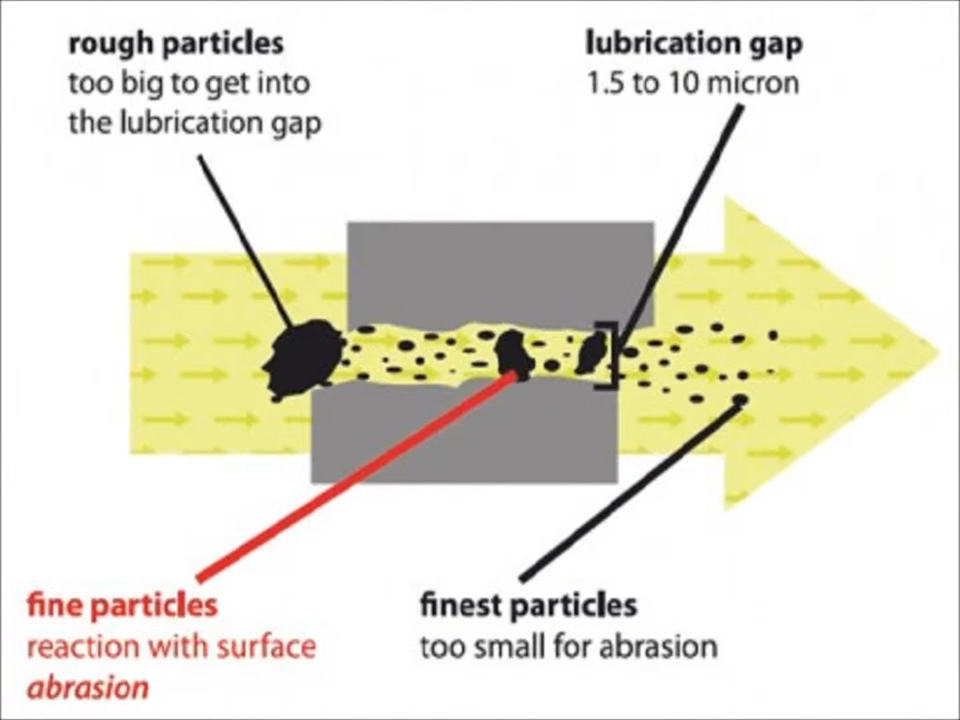 rough particles
too big to get into
the lubrication gap
lubrication gap
1.5 to 10 micron
fine particles
reaction with surface
abrasion
finest particles
too small for abrasion